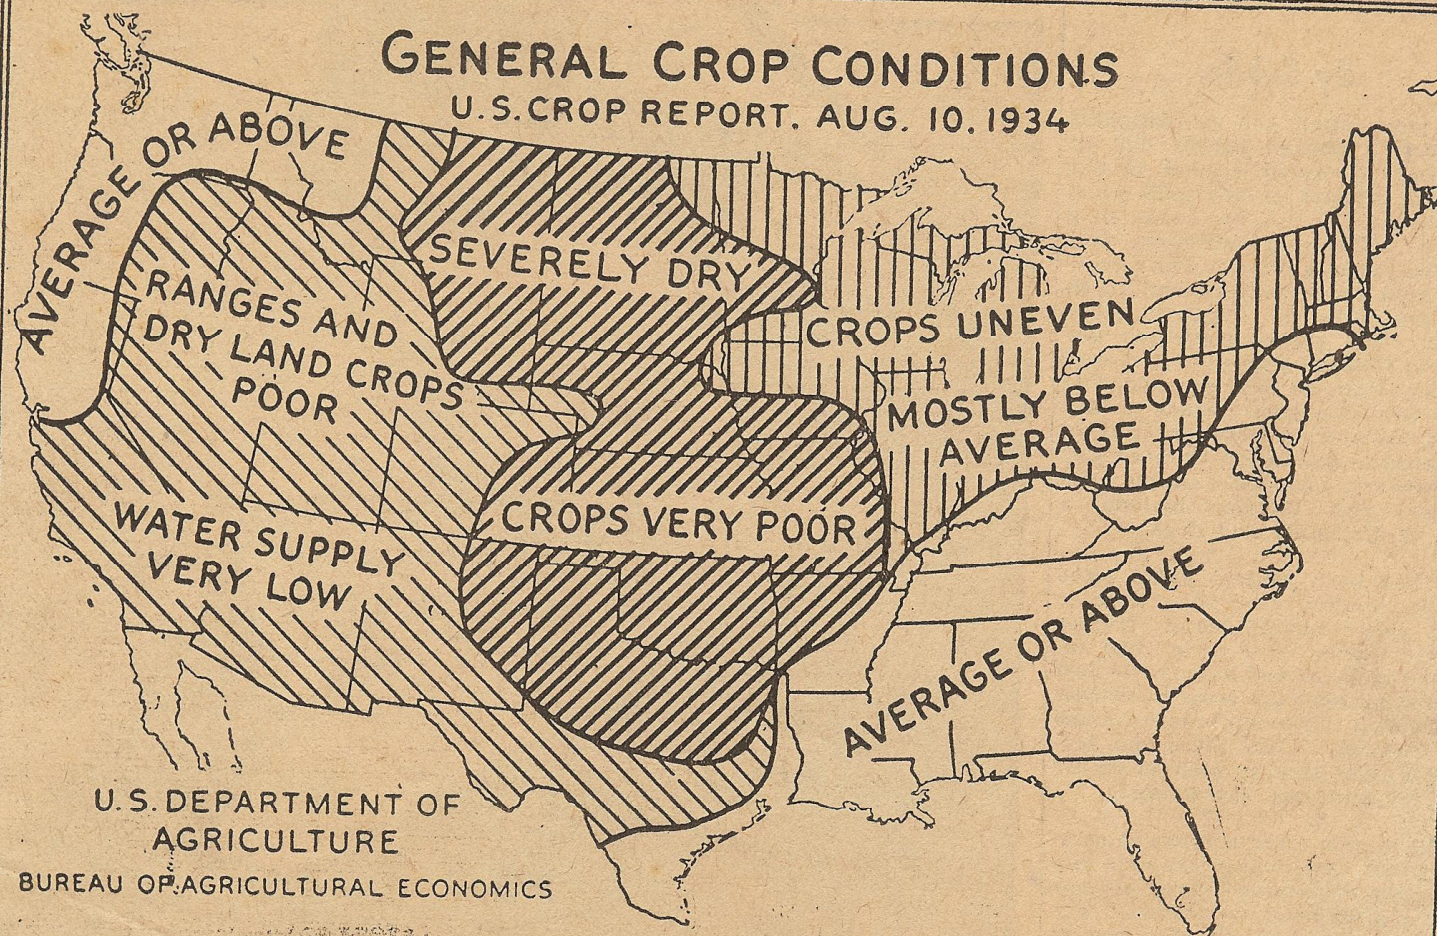 GENERAL CROP CONDITIONS
U.S. CROP REPORT. AUG. 10. 1934
AVERAGE OR ABOVE
SEVERELY DRY
RANGES AND
DRY LAND CROPS
POOR
CROPS UNEVEN
MOSTLY BELOW
AVERAGE
WATER SUPPLY
VERY LOW
CROPS VERY POOR
AVERAGE OR ABOVE
U.S. DEPARTMENT OF
AGRICULTURE
BUREAU OF AGRICULTURAL ECONOMICS